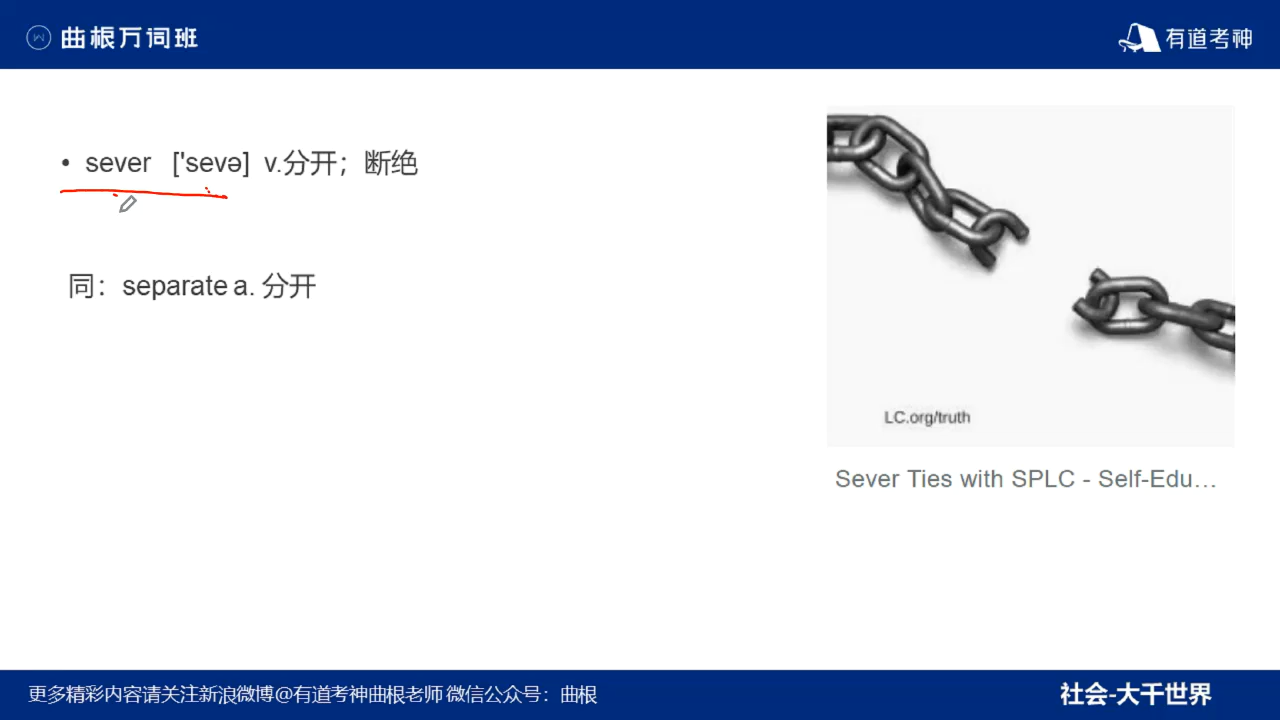 曲根万词班
有道考神
• sever ['sevə] v.分开；断绝
同：separate a. 分开
LC.org/truth
Sever Ties with SPLC - Self-Edu…
更多精彩内容请关注新浪微博@有道考神曲根老师 微信公众号：曲根
社会-大千世界